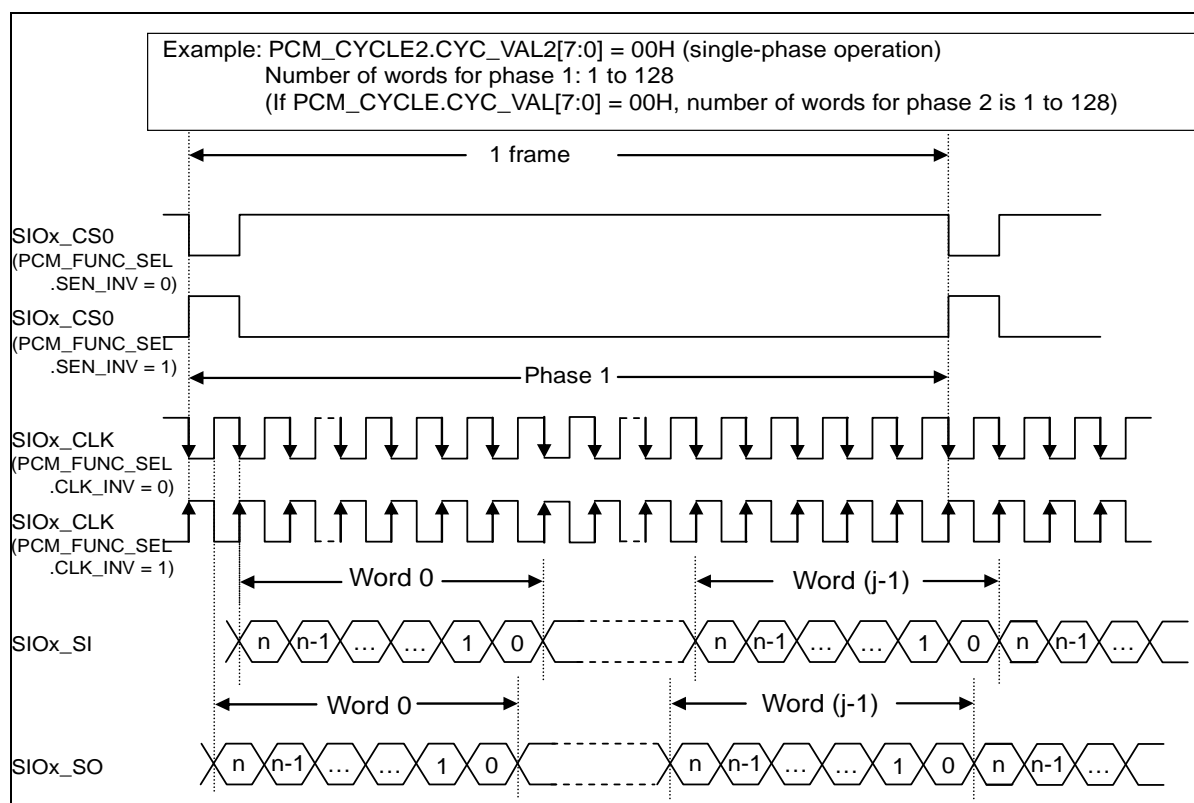 Example: PCM_CYCLE2.CYC_VAL2[7:0] = 00H (single-phase operation)
Number of words for phase 1: 1 to 128
(If PCM_CYCLE.CYC_VAL[7:0] = 00H, number of words for phase 2 is 1 to 128)
1 frame
SIOx_CS0
(PCM_FUNC_SEL
.SEN_INV = 0)
SIOx_CS0
(PCM_FUNC_SEL
.SEN_INV = 1)
Phase 1
SIOx_CLK
(PCM_FUNC_SEL
.CLK_INV = 0)
SIOx_CLK
(PCM_FUNC_SEL
.CLK_INV = 1)
Word 0 Word (j-1)
SIOx_SI n n-1 … … 1 0 n n-1 … … 1 0 n n-1 …
Word 0 Word (j-1)
SIOx_SO n n-1 … … 1 0 n n-1 … … 1 0 n n-1 …